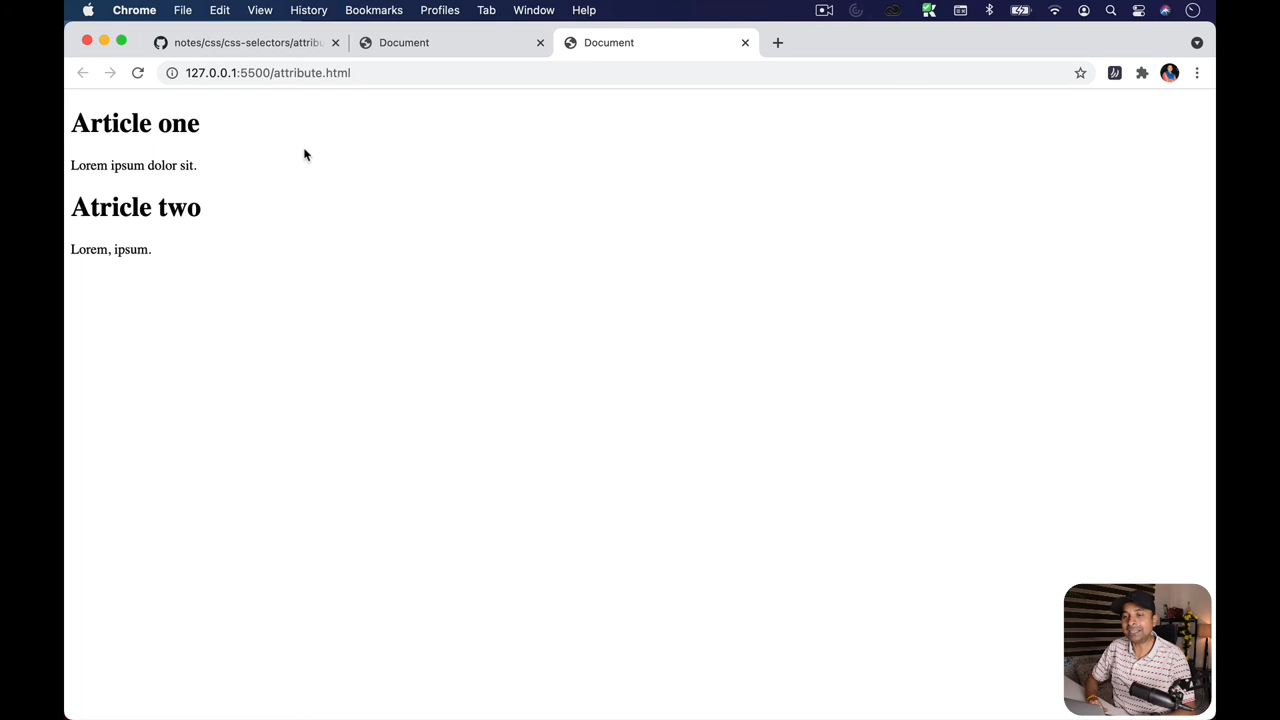 Chrome File Edit View History Bookmarks Profiles Tab Window Help
notes/css/css-selectors/attribu Document Document
127.0.0.1:5500/attribute.html
Article one
Lorem ipsum dolor sit.
Atricle two
Lorem, ipsum.